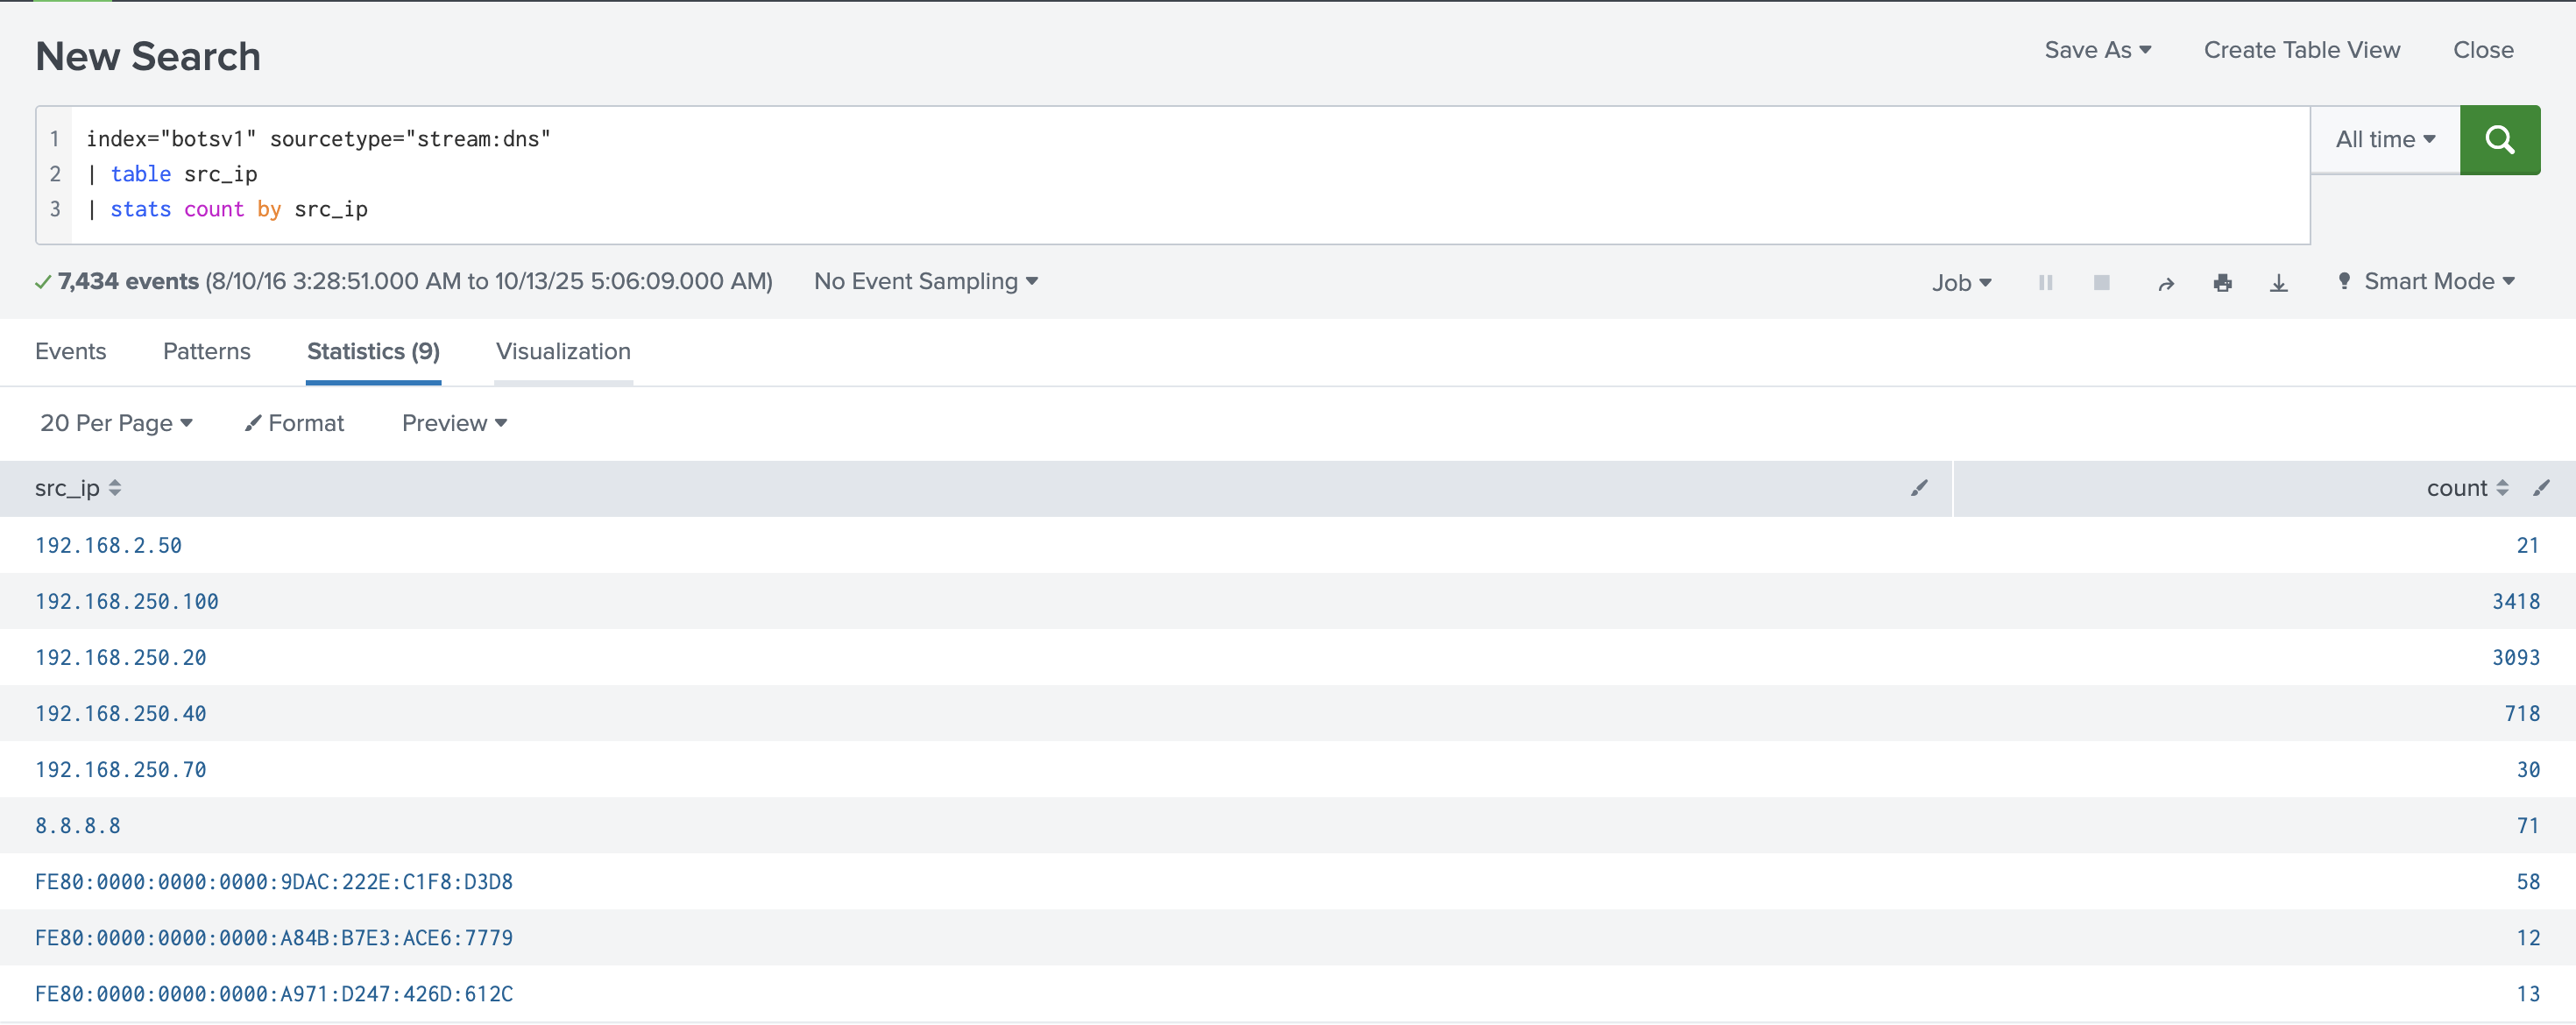 New Search
Save As Create Table View Close
1 index="botsv1" sourcetype="stream:dns"
2 | table src_ip
3 | stats count by src_ip
All time
7,434 events (8/10/16 3:28:51.000 AM to 10/13/25 5:06:09.000 AM) No Event Sampling
Job Smart Mode
Events Patterns Statistics (9) Visualization
20 Per Page Format Preview
src_ip count
192.168.2.50 21
192.168.250.100 3418
192.168.250.20 3093
192.168.250.40 718
192.168.250.70 30
8.8.8.8 71
FE80:0000:0000:0000:9DAC:222E:C1F8:D3D8 58
FE80:0000:0000:0000:A84B:B7E3:ACE6:7779 12
FE80:0000:0000:0000:A971:D247:426D:612C 13